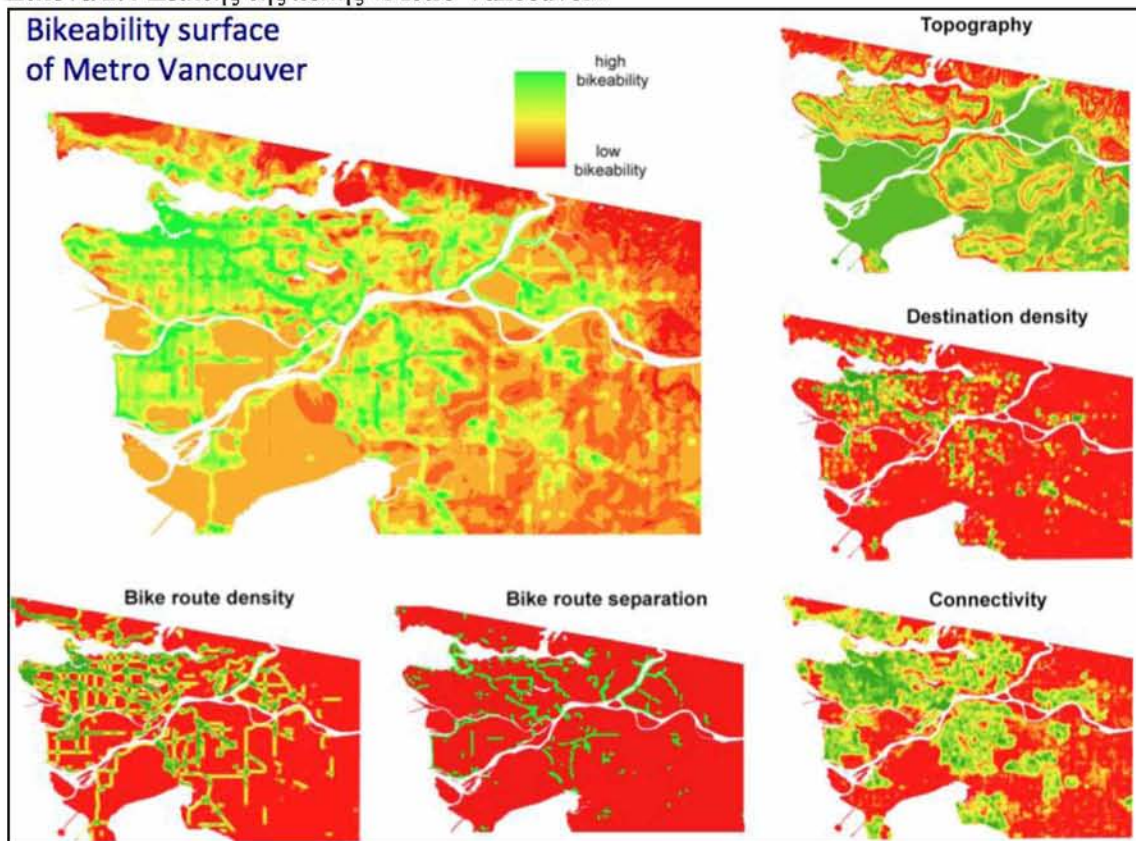 Bikeability surface
of Metro Vancouver
high
bikeability
low
bikeability
Topography
Destination density
Bike route density
Bike route separation
Connectivity